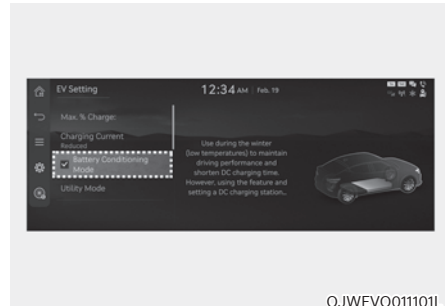 EV Setting
12:34 AM Feb. 19
Max. % Charge:
Charging Current
Reduced
Battery Conditioning
Mode
Utility Mode
Use during the winter
(low temperatures) to maintain
driving performance and
shorten DC charging time.
However, using the feature and
setting a DC charging station...
OJWEVQ011101L